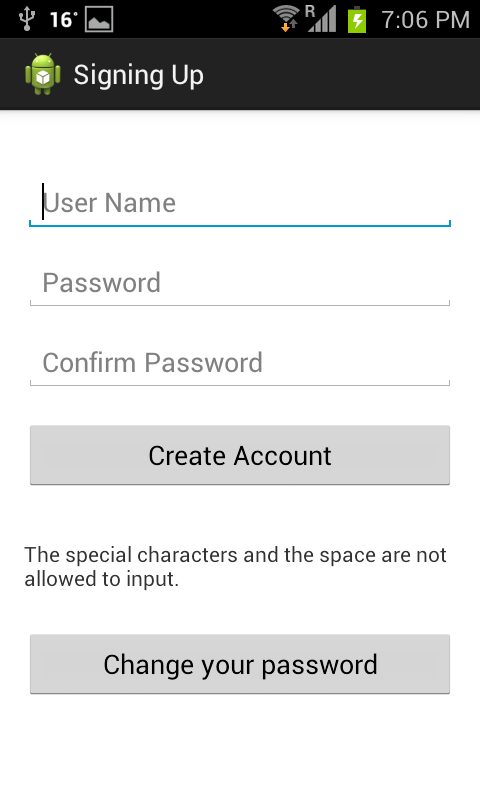 16° R 7:06 PM
Signing Up
User Name
Password
Confirm Password
Create Account
The special characters and the space are not
allowed to input.
Change your password